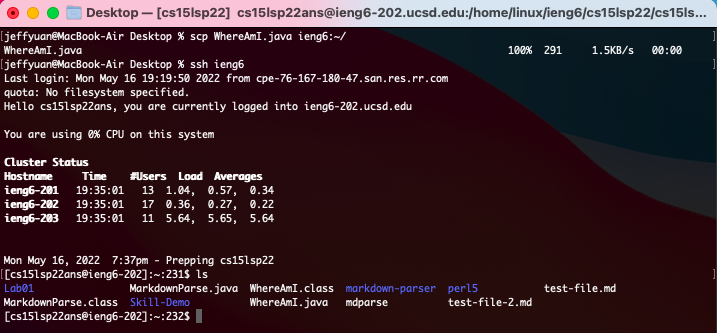 Desktop — [cs15lsp22] cs15lsp22ans@ieng6-202.ucsd.edu:/home/linux/ieng6/cs15lsp22/cs15ls...
[jeffyuan@MacBook-Air Desktop % scp WhereAmI.java ieng6:~/ ]
WhereAmI.java 100% 291 1.5KB/s 00:00
[jeffyuan@MacBook-Air Desktop % ssh ieng6 ]
Last login: Mon May 16 19:19:50 2022 from cpe-76-167-180-47.san.res.rr.com
quota: No filesystem specified.
Hello cs15lsp22ans, you are currently logged into ieng6-202.ucsd.edu
You are using 0% CPU on this system
Cluster Status
Hostname Time #Users Load Averages
ieng6-201 19:35:01 13 1.04, 0.57, 0.34
ieng6-202 19:35:01 17 0.36, 0.27, 0.22
ieng6-203 19:35:01 11 5.64, 5.65, 5.64
Mon May 16, 2022 7:37pm - Prepping cs15lsp22
[[cs15lsp22ans@ieng6-202]:~:231$ ls ]
Lab01 MarkdownParse.java WhereAmI.class markdown-parser perl5 test-file.md
MarkdownParse.class Skill-Demo WhereAmI.java mdparse test-file-2.md
[cs15lsp22ans@ieng6-202]:~:232$